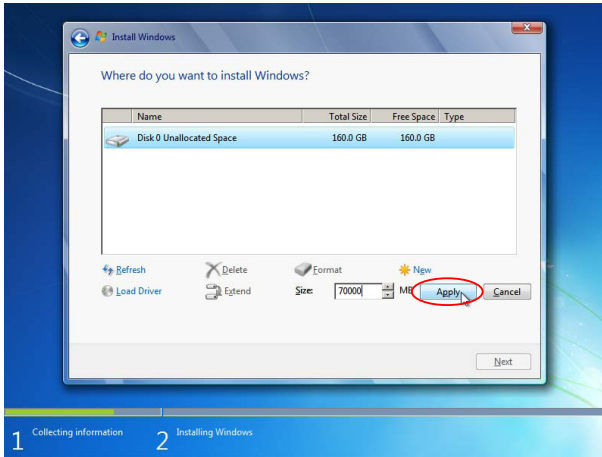 Install Windows
Where do you want to install Windows?
Name Total Size Free Space Type
Disk 0 Unallocated Space 160.0 GB 160.0 GB
Refresh Delete Format New
Load Driver Extend Size: 70000 MB Apply Cancel
Next
1 Collecting information 2 Installing Windows